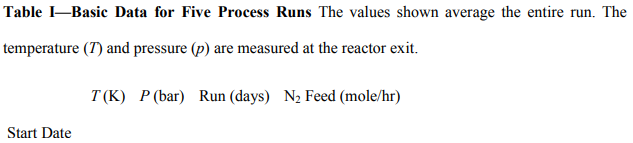 Table I—Basic Data for Five Process Runs The values shown average the entire run. The
temperature (T) and pressure (p) are measured at the reactor exit.
T (K) P (bar) Run (days) N₂ Feed (mole/hr)
Start Date